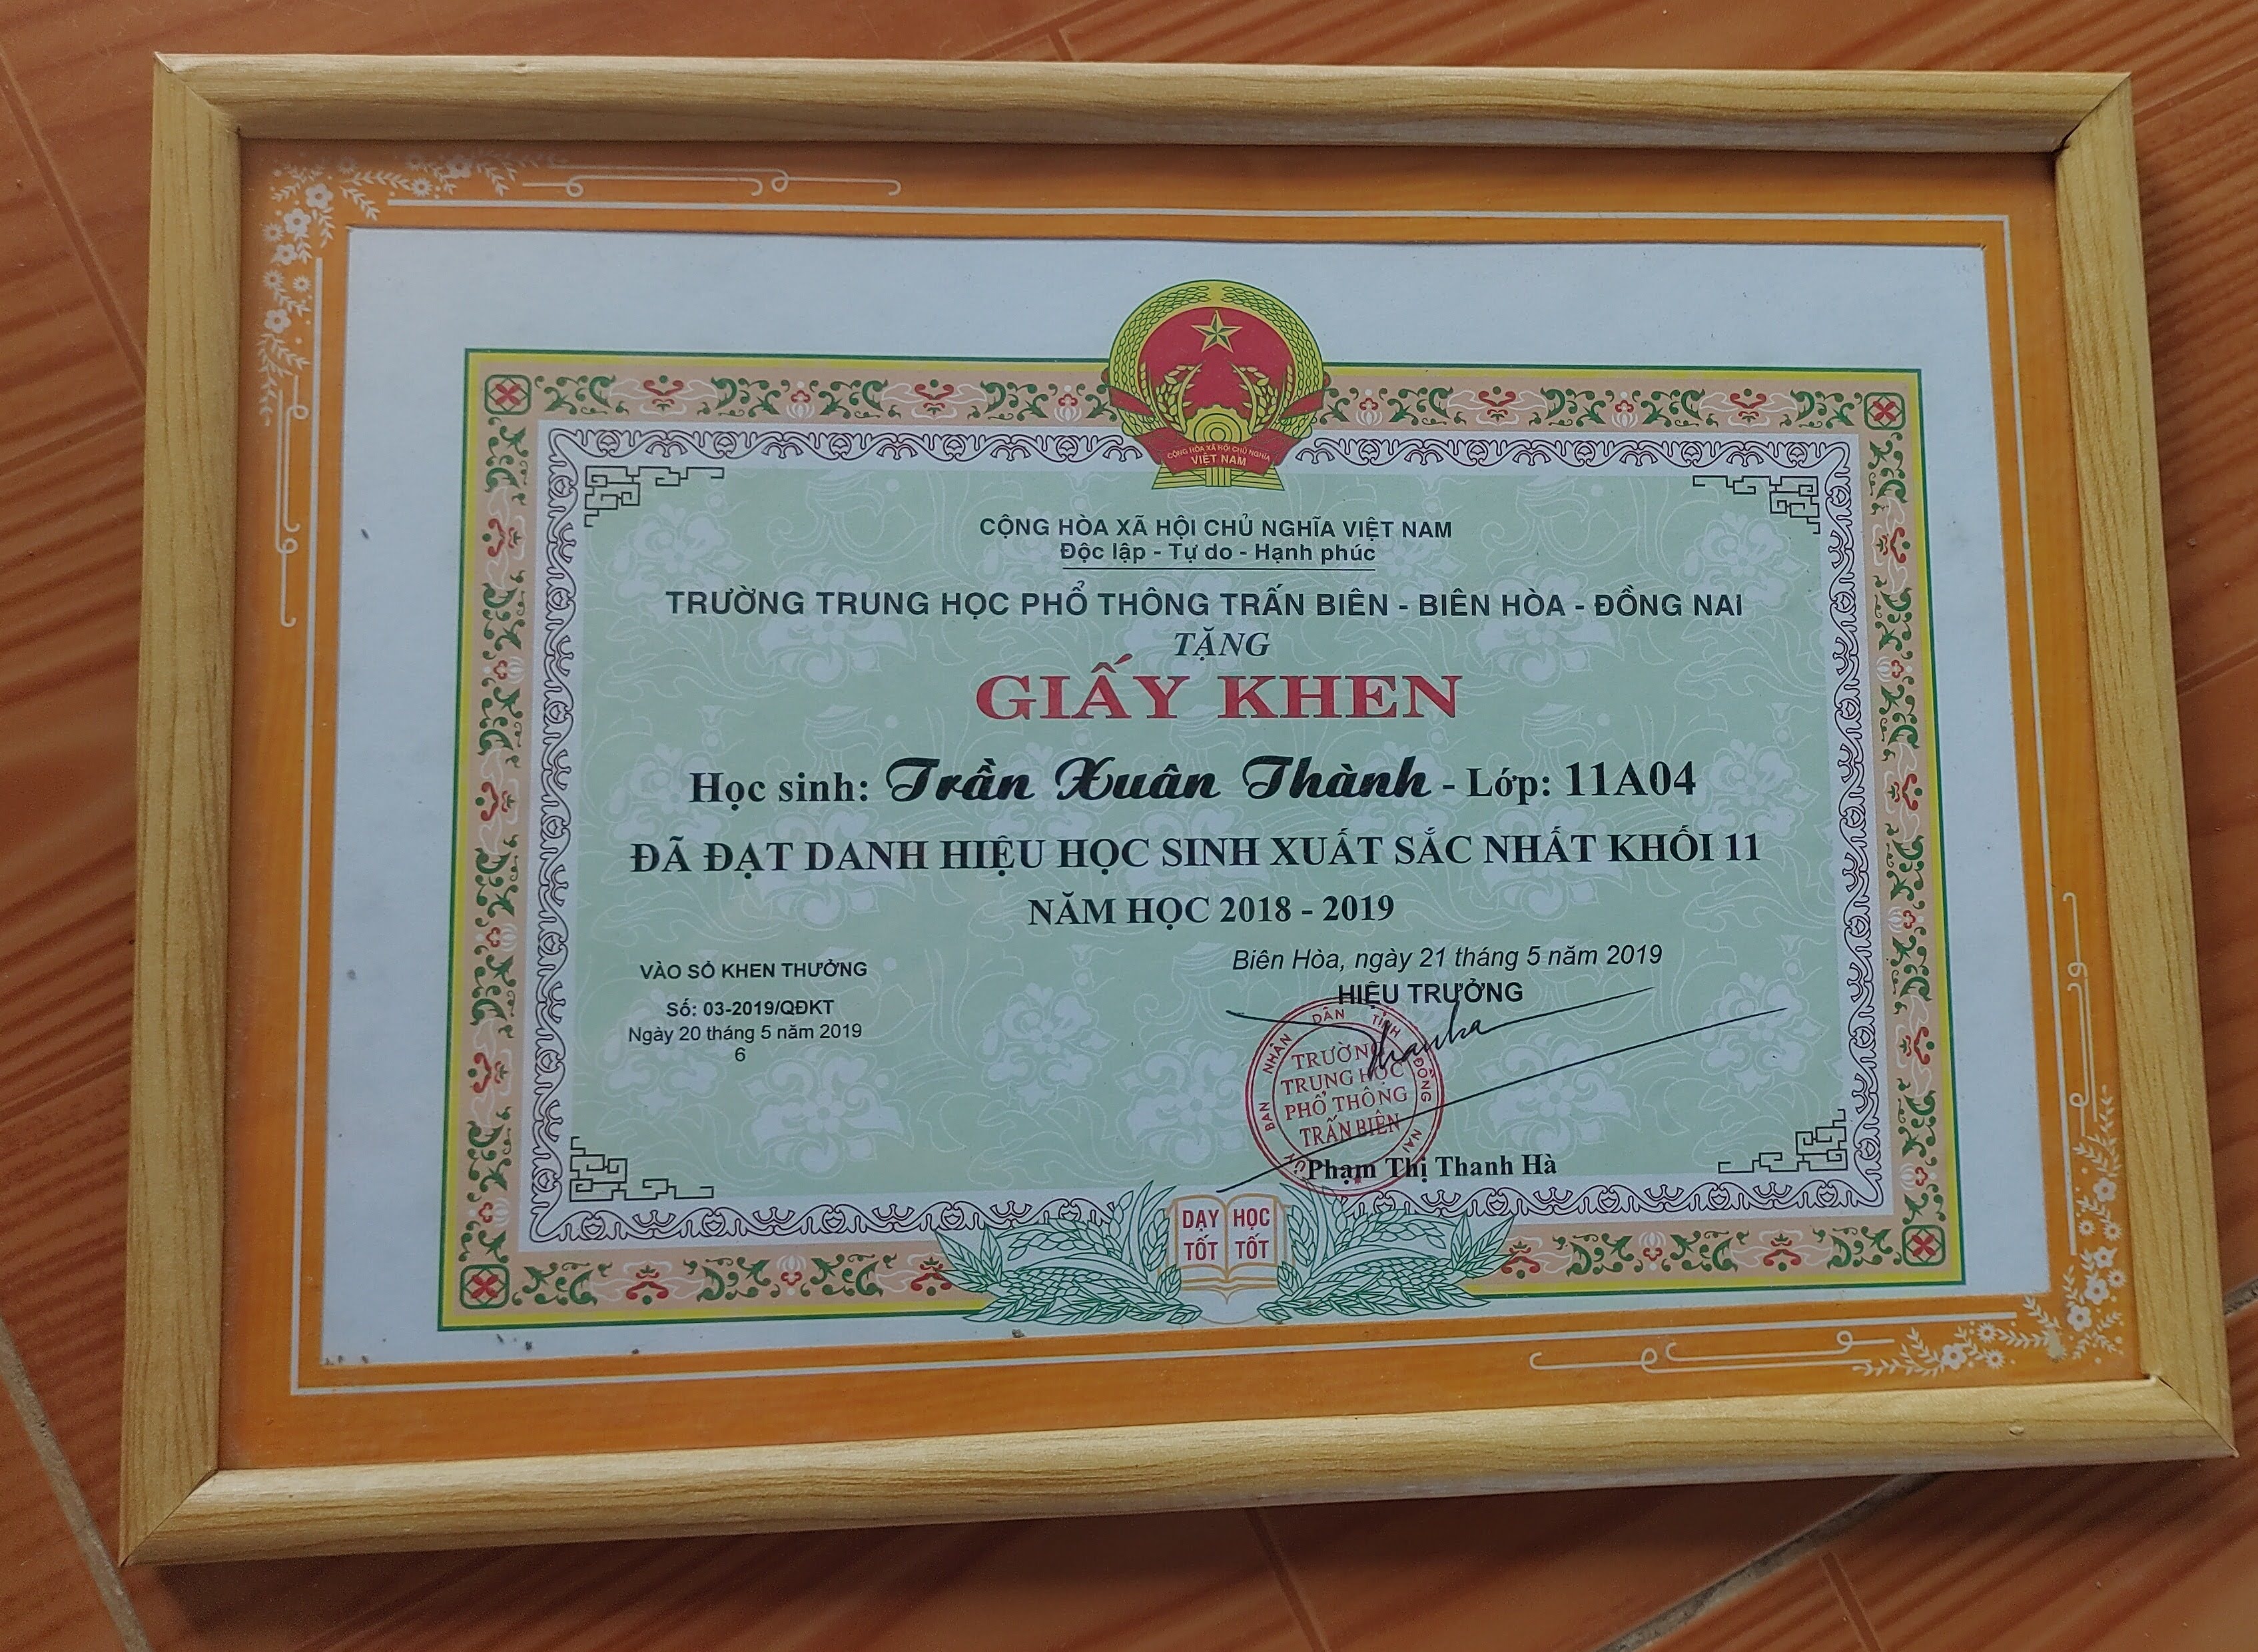 CỘNG HÒA XÃ HỘI CHỦ NGHĨA
VIỆT NAM
CỘNG HÒA XÃ HỘI CHỦ NGHĨA VIỆT NAM
Độc lập - Tự do - Hạnh phúc
TRƯỜNG TRUNG HỌC PHỔ THÔNG TRẤN BIÊN - BIÊN HÒA - ĐỒNG NAI
TẶNG
GIẤY KHEN
Học sinh: Trần Xuân Thành - Lớp: 11A04
ĐÃ ĐẠT DANH HIỆU HỌC SINH XUẤT SẮC NHẤT KHỐI 11
NĂM HỌC 2018 - 2019
VÀO SỔ KHEN THƯỞNG
Số: 03-2019/QĐKT
Ngày 20 tháng 5 năm 2019
6
Biên Hòa, ngày 21 tháng 5 năm 2019
HIỆU TRƯỞNG
ỦY BAN NHÂN DÂN TỈNH ĐỒNG NAI
TRƯỜNG
TRUNG HỌC
PHỔ THÔNG
TRẤN BIÊN
Phạm Thị Thanh Hà
DẠY TỐT
HỌC TỐT